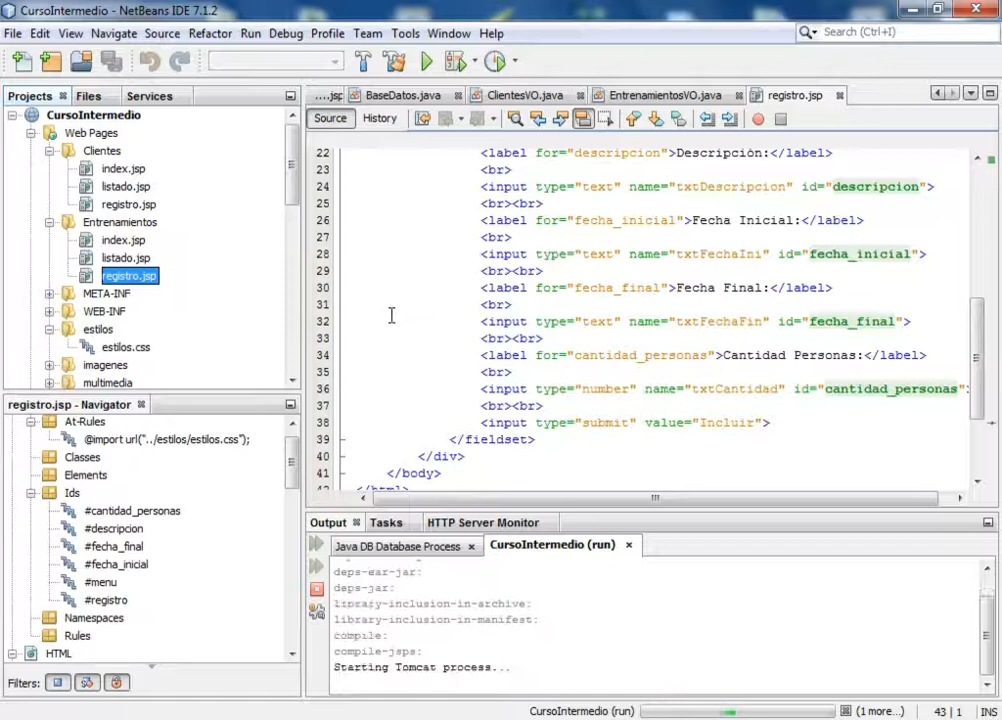 CursoIntermedio - NetBeans IDE 7.1.2
File Edit View Navigate Source Refactor Run Debug Profile Team Tools Window Help
Search (Ctrl+I)
Projects Files Services
CursoIntermedio
Web Pages
Clientes
index.jsp
listado.jsp
registro.jsp
Entrenamientos
index.jsp
listado.jsp
registro.jsp
META-INF
WEB-INF
estilos
estilos.css
imagenes
multimedia
registro.jsp - Navigator
At-Rules
@import url("../estilos/estilos.css");
Classes
Elements
Ids
#cantidad_personas
#descripcion
#fecha_final
#fecha_inicial
#menu
#registro
Namespaces
Rules
HTML
Filters:
....jsp BaseDatos.java ClientesVO.java EntrenamientosVO.java registro.jsp
Source History
22 <label for="descripcion">Descripción:</label>
23 <br>
24 <input type="text" name="txtDescripcion" id="descripcion">
25 <br><br>
26 <label for="fecha_inicial">Fecha Inicial:</label>
27 <br>
28 <input type="text" name="txtFechaIni" id="fecha_inicial">
29 <br><br>
30 <label for="fecha_final">Fecha Final:</label>
31 <br>
32 <input type="text" name="txtFechaFin" id="fecha_final">
33 <br><br>
34 <label for="cantidad_personas">Cantidad Personas:</label>
35 <br>
36 <input type="number" name="txtCantidad" id="cantidad_personas"
37 <br><br>
38 <input type="submit" value="Incluir">
39 </fieldset>
40 </div>
41 </body>
42 </html>
Output Tasks HTTP Server Monitor
Java DB Database Process CursoIntermedio (run)
deps-ear-jar:
deps-jar:
library-inclusion-in-archive:
library-inclusion-in-manifest:
compile:
compile-jsps:
Starting Tomcat process...
CursoIntermedio (run) (1 more...) 43 | 1 INS